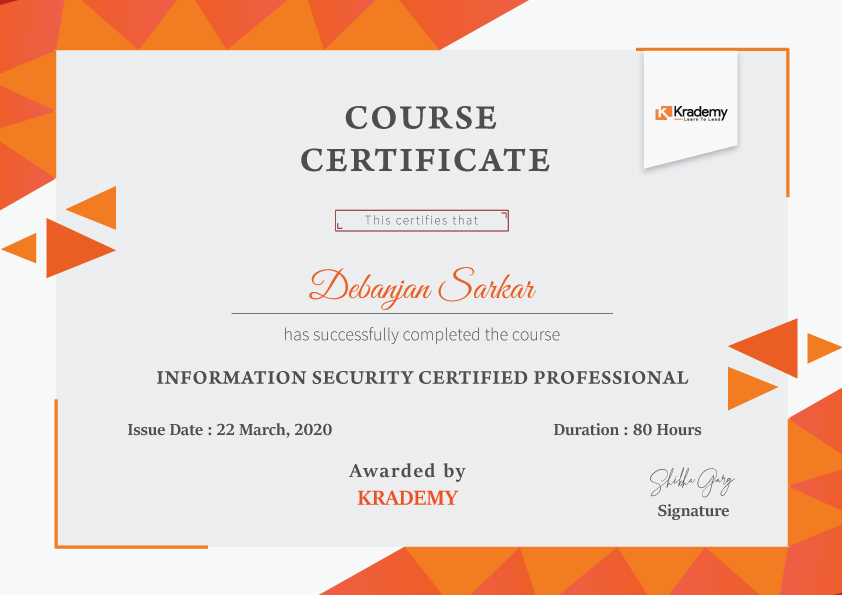 COURSE
CERTIFICATE
Krademy
Learn To Lead
This certifies that
Debanjan Sarkar
has successfully completed the course
INFORMATION SECURITY CERTIFIED PROFESSIONAL
Issue Date : 22 March, 2020
Duration : 80 Hours
Awarded by
KRADEMY
Shikha Garg
Signature